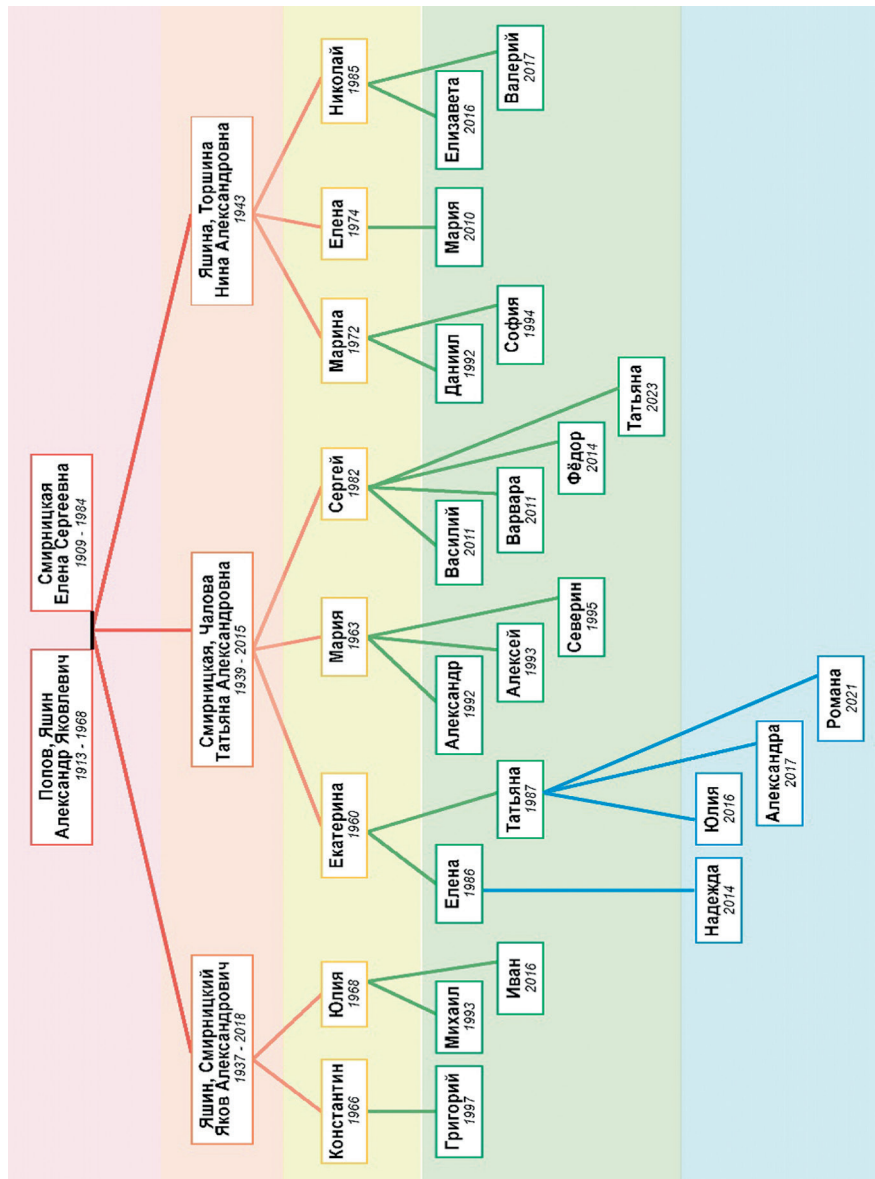 Попов, Яшин
Александр Яковлевич
1913 - 1968
Смирницкая
Елена Сергеевна
1909 - 1984
Яшин, Смирницкий
Яков Александрович
1937 - 2018
Смирницкая, Чалова
Татьяна Александровна
1939 - 2015
Яшина, Торшина
Нина Александровна
1943
Константин
1966
Юлия
1968
Екатерина
1960
Мария
1963
Сергей
1982
Марина
1972
Елена
1974
Николай
1985
Григорий
1997
Михаил
1993
Иван
2016
Елена
1986
Татьяна
1987
Александр
1992
Алексей
1993
Северин
1995
Василий
2011
Варвара
2011
Фёдор
2014
Татьяна
2023
Даниил
1992
София
1994
Мария
2010
Елизавета
2016
Валерий
2017
Надежда
2014
Юлия
2016
Александра
2017
Романа
2021